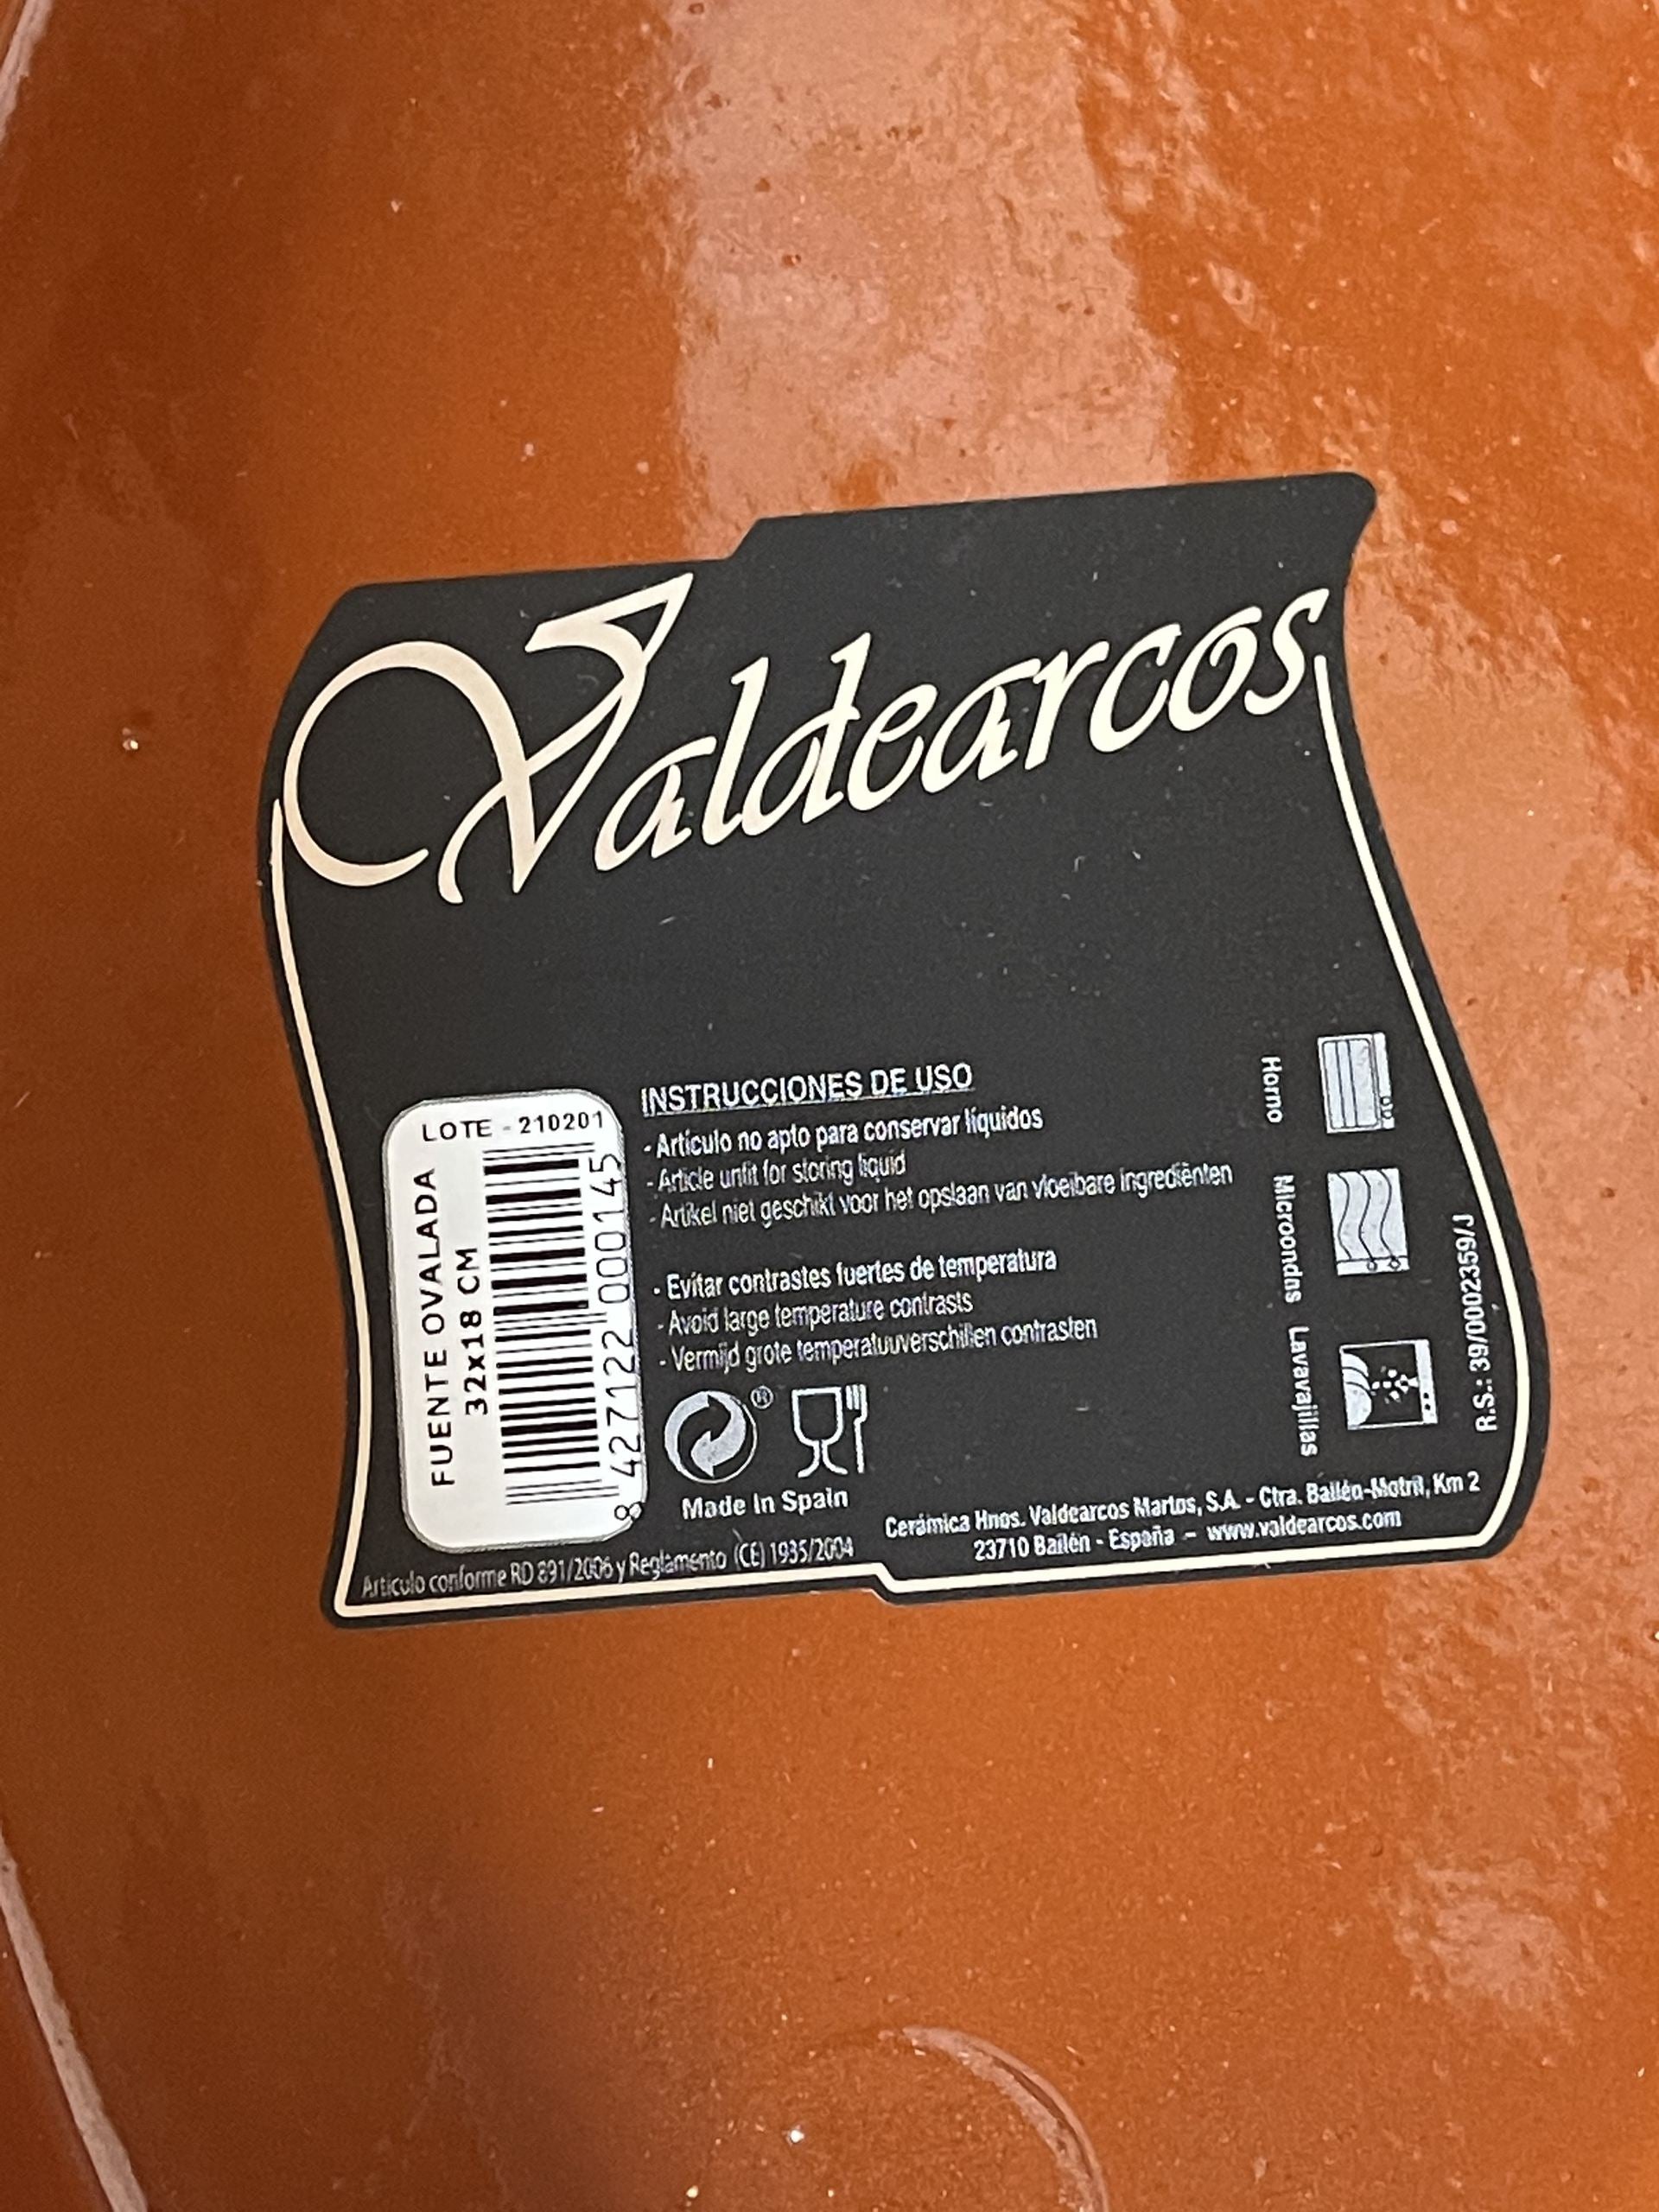 Valdearcos
LOTE - 210201
FUENTE OVALADA
32x18 CM
8 427122 000145
INSTRUCCIONES DE USO
- Artículo no apto para conservar líquidos
- Article unfit for storing liquid
- Artikel niet geschikt voor het opslaan van vloeibare ingrediënten
- Evitar contrastes fuertes de temperatura
- Avoid large temperature contrasts
- Vermijd grote temperatuuverschillen contrasten
®
Made In Spain
Horno
Microondas
Lavavajillas
R.S.: 39/0002359/J
Cerámica Hnos. Valdearcos Martos, S.A. - Ctra. Bailén-Motril, Km 2
23710 Bailén - España – www.valdearcos.com
Artículo conforme RD 891/2006 y Reglamento (CE) 1935/2004